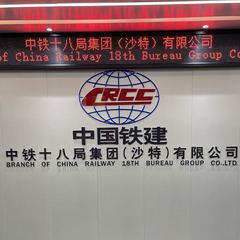 中铁十八局集团（沙特）有限公司
of China Railway 18th Bureau Group Co
CRCC
中国铁建
中铁十八局集团(沙特)有限公司
BRANCH OF CHINA RAILWAY 18TH BUREAU GROUP CO.,LTD.